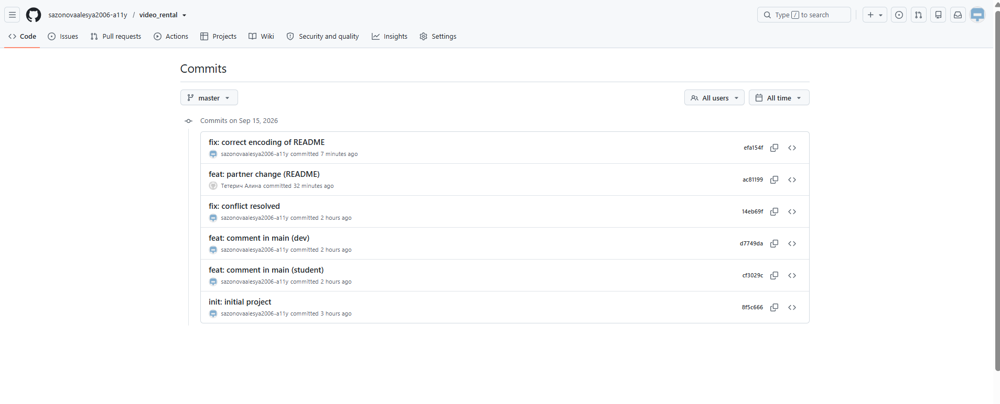 sazonovaalesya2006-a11y / video_rental
Type / to search
Code Issues Pull requests Actions Projects Wiki Security and quality Insights Settings
Commits
master
All users All time
Commits on Sep 15, 2026
fix: correct encoding of README
sazonovaalesya2006-a11y committed 7 minutes ago
efa154f
feat: partner change (README)
Тетерич Алина committed 32 minutes ago
ac81199
fix: conflict resolved
sazonovaalesya2006-a11y committed 2 hours ago
14eb69f
feat: comment in main (dev)
sazonovaalesya2006-a11y committed 2 hours ago
d7749da
feat: comment in main (student)
sazonovaalesya2006-a11y committed 2 hours ago
cf3029c
init: initial project
sazonovaalesya2006-a11y committed 3 hours ago
8f5c666